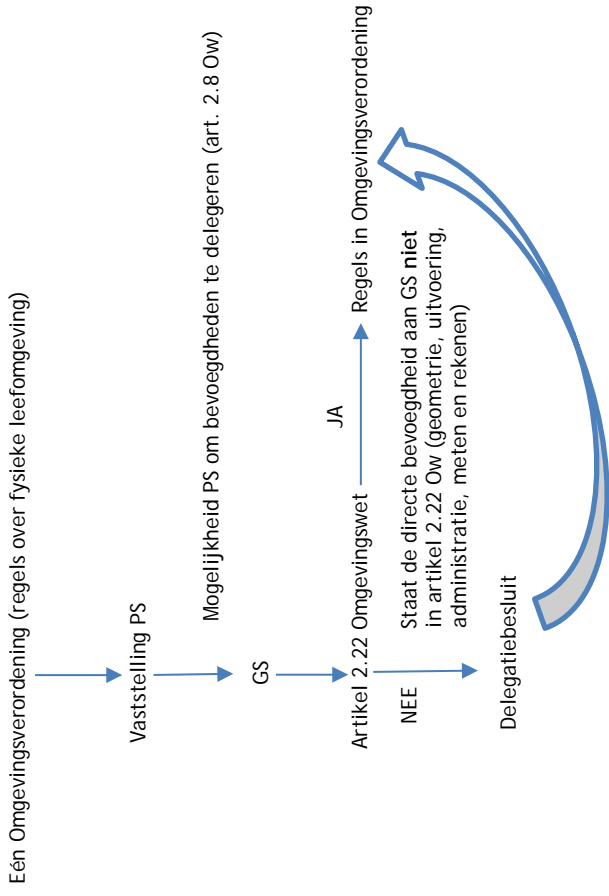 Eén Omgevingsverordening (regels over fysieke leefomgeving)
Vaststelling PS
Mogelijkheid PS om bevoegdheden te delegeren (art. 2.8 Ow)
GS
Artikel 2.22 Omgevingswet
JA
Regels in Omgevingsverordening
NEE
Staat de directe bevoegdheid aan GS niet
in artikel 2.22 Ow (geometrie, uitvoering,
administratie, meten en rekenen)
Delegatiebesluit